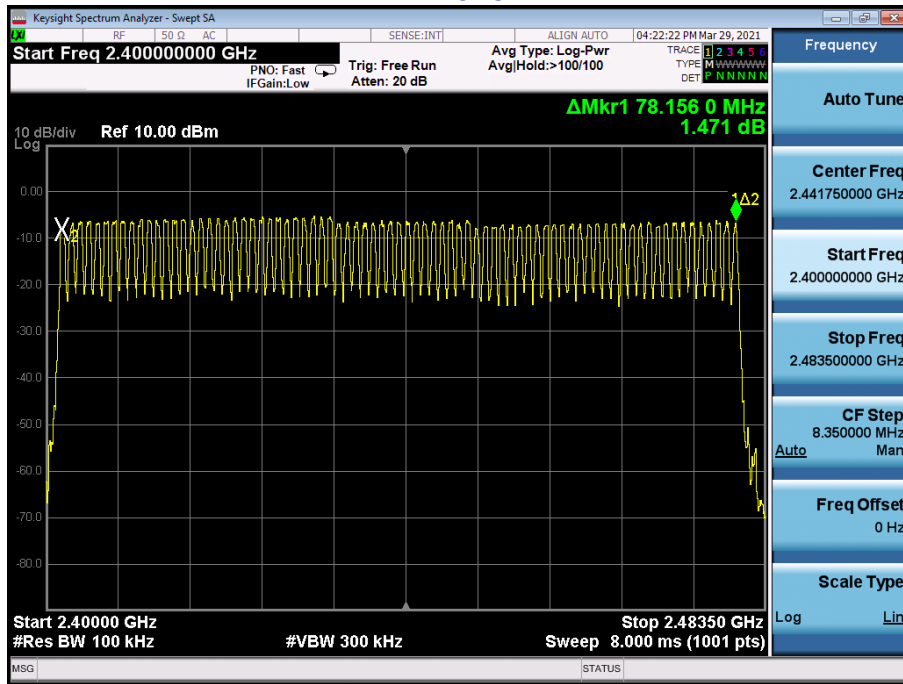 Keysight Spectrum Analyzer - Swept SA
LXI RF 50 Ω AC SENSE:INT ALIGN AUTO 04:22:22 PM Mar 29, 2021
Start Freq 2.400000000 GHz
PNO: Fast
IFGain:Low
Trig: Free Run
Atten: 20 dB
Avg Type: Log-Pwr
Avg|Hold:>100/100
TRACE 1 2 3 4 5 6
TYPE M WWWWW
DET P N N N N N
ΔMkr1 78.156 0 MHz
1.471 dB
10 dB/div Ref 10.00 dBm
Log
0.00
-10.0
-20.0
-30.0
-40.0
-50.0
-60.0
-70.0
-80.0
X2
1Δ2
Start 2.40000 GHz Stop 2.48350 GHz
#Res BW 100 kHz #VBW 300 kHz Sweep 8.000 ms (1001 pts)
MSG STATUS
Frequency
Auto Tune
Center Freq
2.441750000 GHz
Start Freq
2.400000000 GHz
Stop Freq
2.483500000 GHz
CF Step
8.350000 MHz
Auto Man
Freq Offset
0 Hz
Scale Type
Log Lin